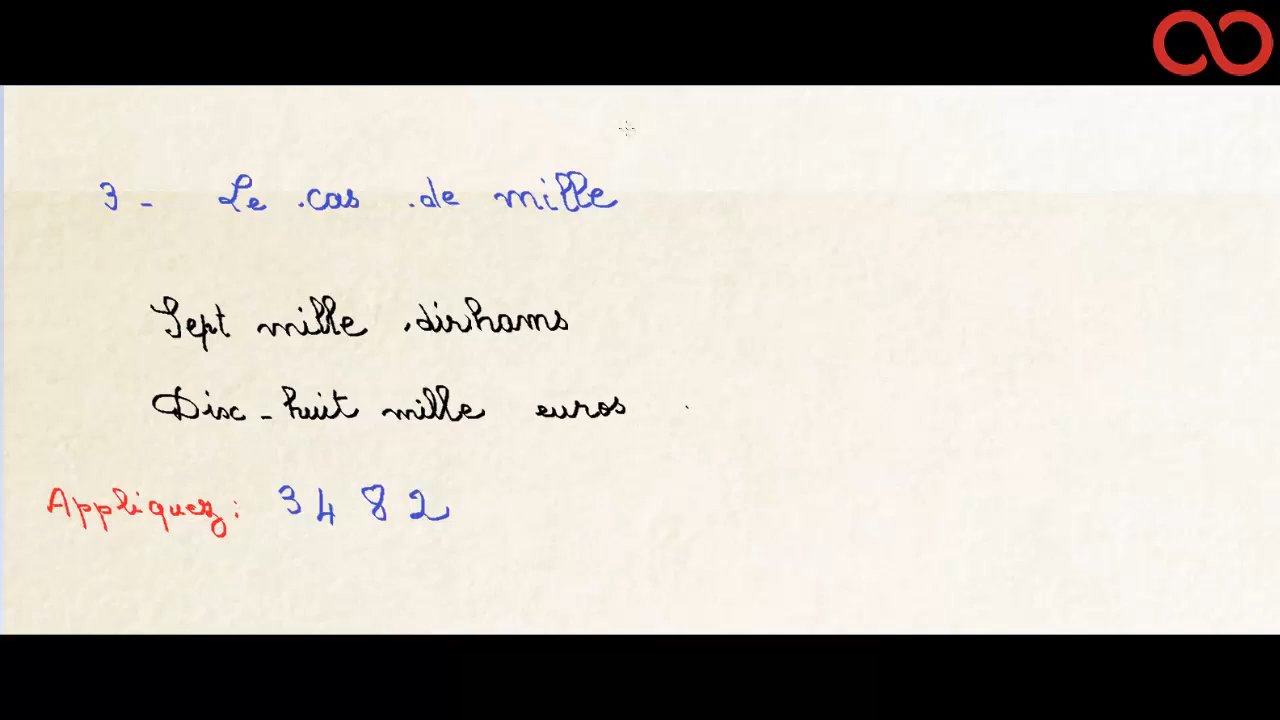 3 - Le cas de mille
Sept mille dirhams
Dix - huit mille euros
Appliquez : 3482